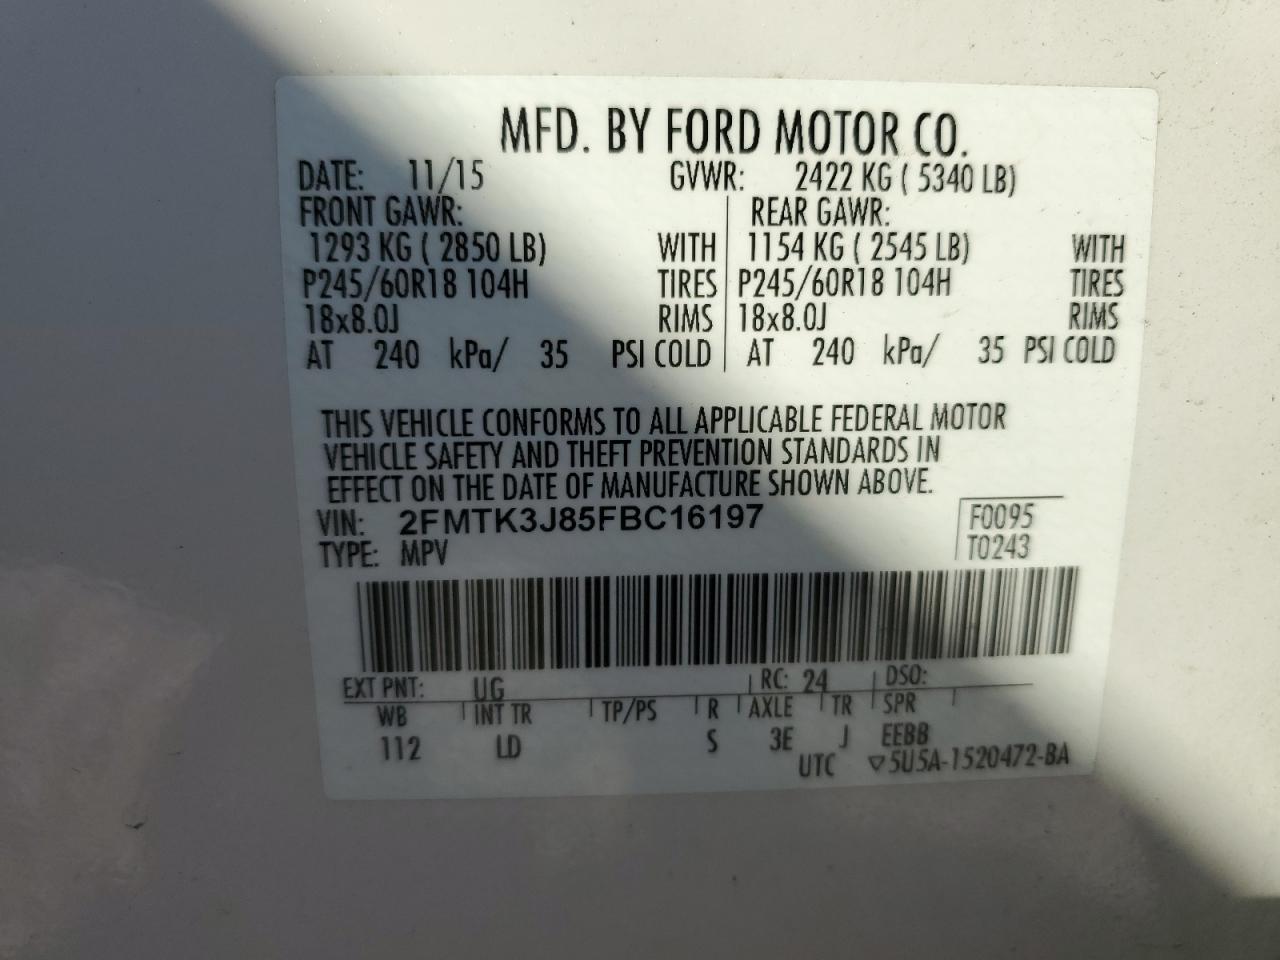 MFD. BY FORD MOTOR CO.
DATE: 11/15 GVWR: 2422 KG ( 5340 LB)
FRONT GAWR: REAR GAWR:
1293 KG ( 2850 LB) WITH 1154 KG ( 2545 LB) WITH
P245/60R18 104H TIRES P245/60R18 104H TIRES
18x8.0J RIMS 18x8.0J RIMS
AT 240 kPa/ 35 PSI COLD AT 240 kPa/ 35 PSI COLD
THIS VEHICLE CONFORMS TO ALL APPLICABLE FEDERAL MOTOR
VEHICLE SAFETY AND THEFT PREVENTION STANDARDS IN
EFFECT ON THE DATE OF MANUFACTURE SHOWN ABOVE.
VIN: 2FMTK3J85FBC16197 F0095
TYPE: MPV T0243
EXT PNT: UG RC: 24 DSO:
WB INT TR TP/PS R AXLE TR SPR
112 LD S 3E J EEBB
UTC ▽5U5A-1520472-BA